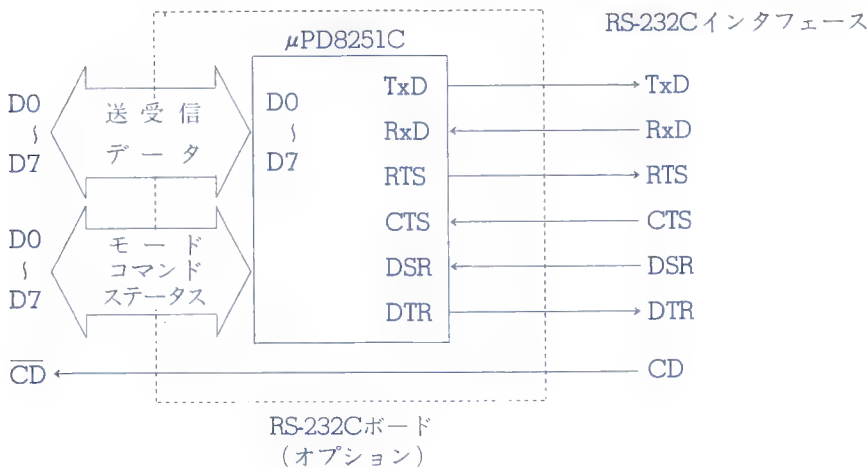 RS-232Cインタフェース
μPD8251C
D0
〜
D7
送受信
データ
D0
〜
D7
TxD
RxD
RTS
CTS
DSR
DTR
TxD
RxD
RTS
CTS
DSR
DTR
D0
〜
D7
モード
コマンド
ステータス
C̅D̅
CD
RS-232Cボード
(オプション)